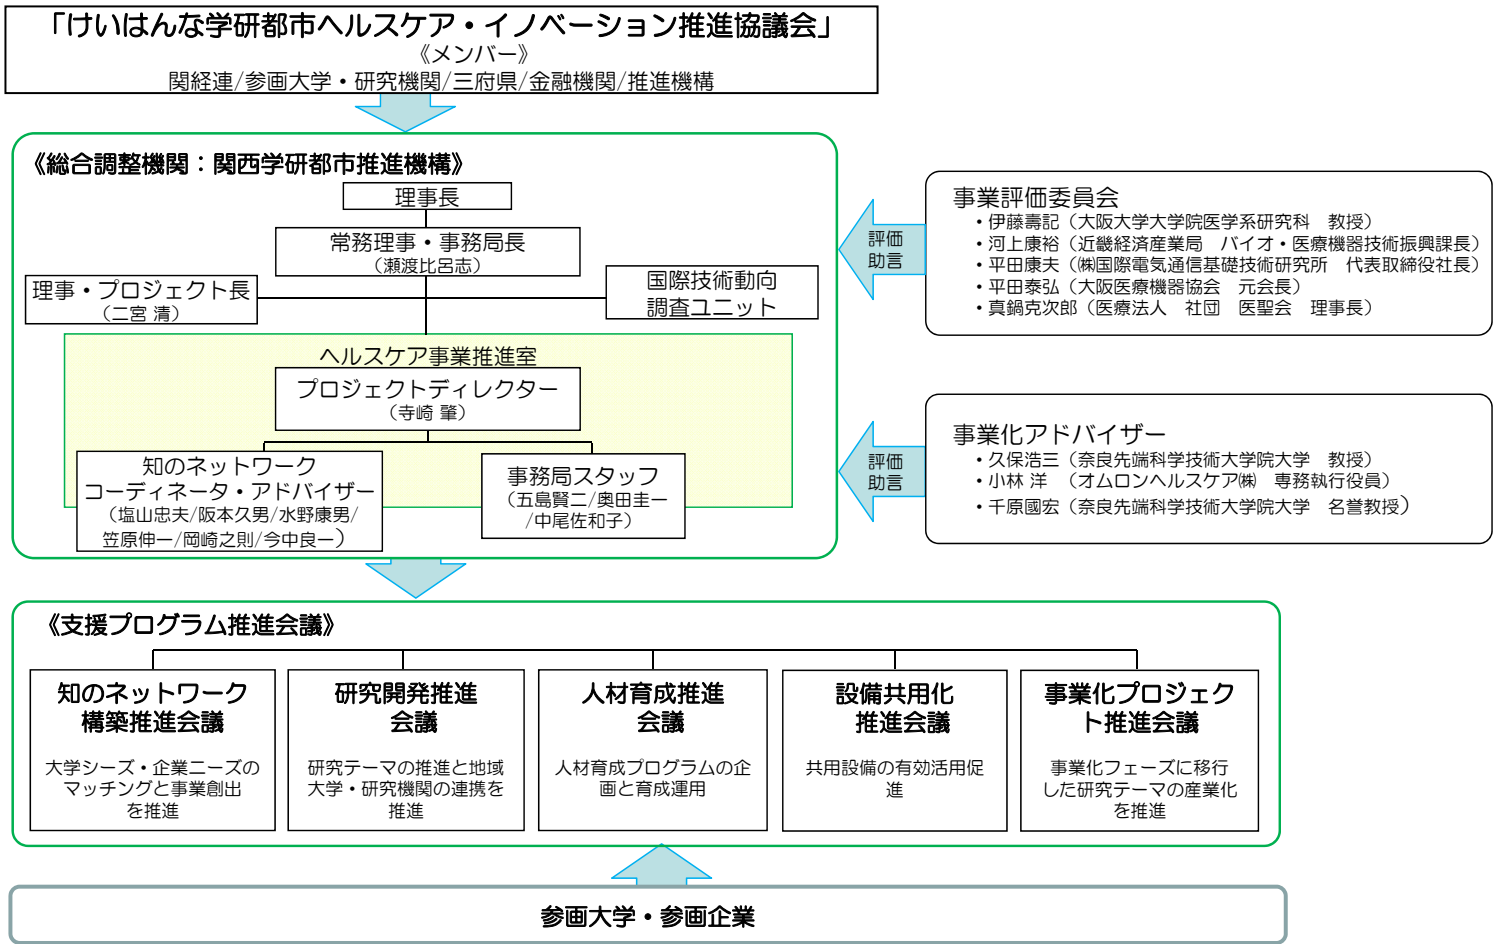 「けいはんな学研都市ヘルスケア・イノベーション推進協議会」
《メンバー》
関経連/参画大学・研究機関/三府県/金融機関/推進機構
《総合調整機関：関西学研都市推進機構》
理事長
常務理事・事務局長
（瀬渡比呂志）
理事・プロジェクト長
（二宮 清）
国際技術動向
調査ユニット
ヘルスケア事業推進室
プロジェクトディレクター
（寺崎 肇）
知のネットワーク
コーディネータ・アドバイザー
（塩山忠夫/阪本久男/水野康男/
笠原伸一/岡崎之則/今中良一）
事務局スタッフ
（五島賢二/奥田圭一
/中尾佐和子）
評価
助言
事業評価委員会
・伊藤壽記（大阪大学大学院医学系研究科　教授）
・河上康裕（近畿経済産業局　バイオ・医療機器技術振興課長）
・平田康夫（㈱国際電気通信基礎技術研究所　代表取締役社長）
・平田泰弘（大阪医療機器協会　元会長）
・真鍋克次郎（医療法人　社団　医聖会　理事長）
評価
助言
事業化アドバイザー
・久保浩三（奈良先端科学技術大学院大学　教授）
・小林 洋　（オムロンヘルスケア㈱　専務執行役員）
・千原國宏（奈良先端科学技術大学院大学　名誉教授）
《支援プログラム推進会議》
知のネットワーク
構築推進会議
大学シーズ・企業ニーズの
マッチングと事業創出
を推進
研究開発推進
会議
研究テーマの推進と地域
大学・研究機関の連携を
推進
人材育成推進
会議
人材育成プログラムの企
画と育成運用
設備共用化
推進会議
共用設備の有効活用促
進
事業化プロジェク
ト推進会議
事業化フェーズに移行
した研究テーマの産業化
を推進
参画大学・参画企業